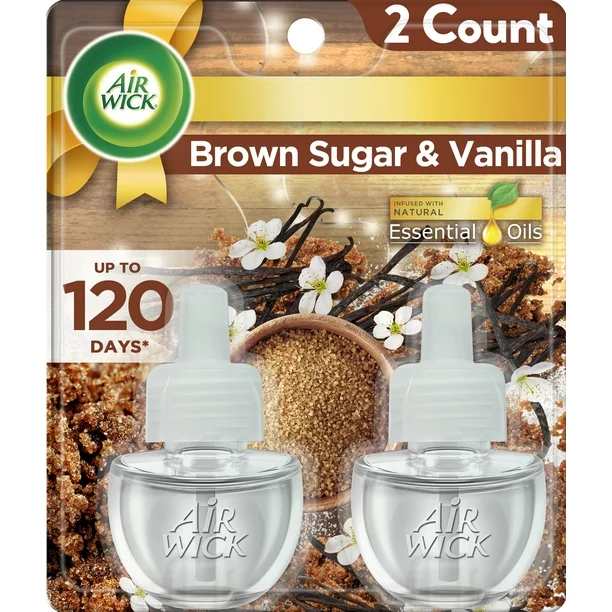 2 Count
AIR
WICK
Brown Sugar & Vanilla
INFUSED WITH
NATURAL
Essential Oils
UP TO
120
DAYS*
AIR
WICK
AIR
WICK